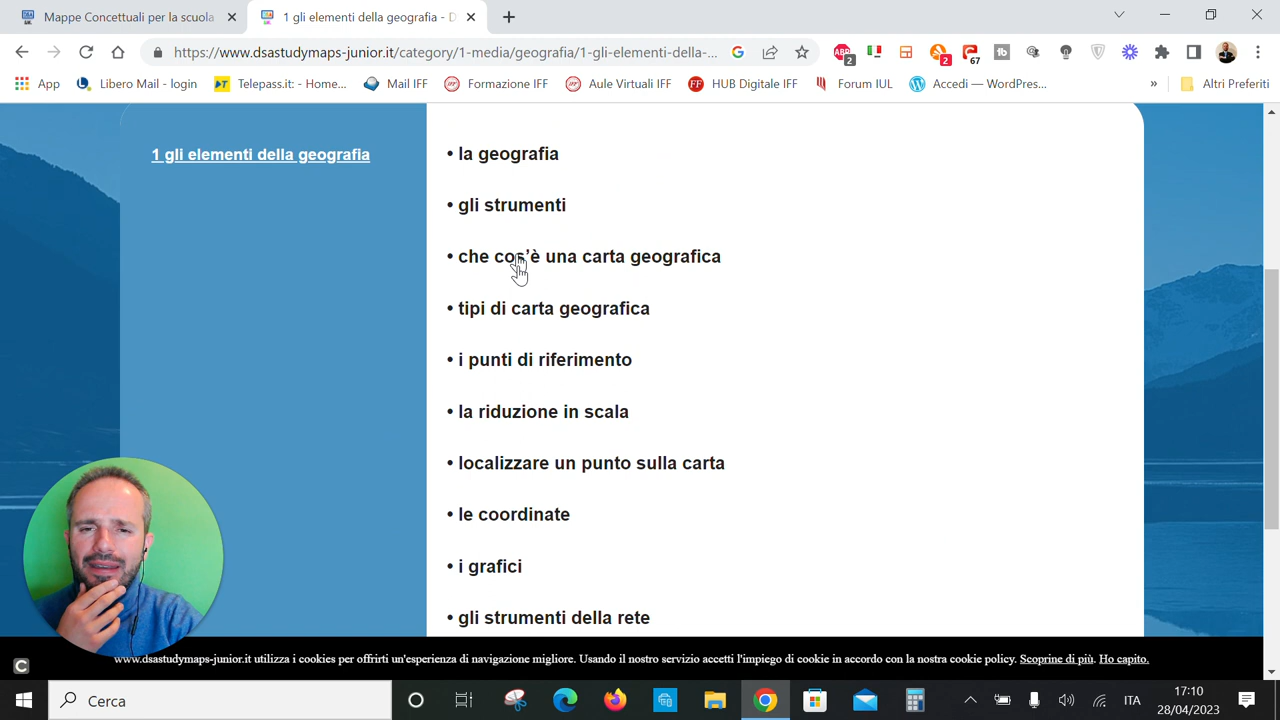 Mappe Concettuali per la scuola
1 gli elementi della geografia - D
https://www.dsastudymaps-junior.it/category/1-media/geografia/1-gli-elementi-della-...
2
2
67
App
Libero Mail - login
Telepass.it: - Home...
Mail IFF
Formazione IFF
Aule Virtuali IFF
HUB Digitale IFF
Forum IUL
Accedi — WordPres...
»
Altri Preferiti
1 gli elementi della geografia
• la geografia
• gli strumenti
• che cos’è una carta geografica
• tipi di carta geografica
• i punti di riferimento
• la riduzione in scala
• localizzare un punto sulla carta
• le coordinate
• i grafici
• gli strumenti della rete
www.dsastudymaps-junior.it utilizza i cookies per offrirti un'esperienza di navigazione migliore. Usando il nostro servizio accetti l'impiego di cookie in accordo con la nostra cookie policy. Scoprine di più. Ho capito.
Cerca
ITA
17:10
28/04/2023